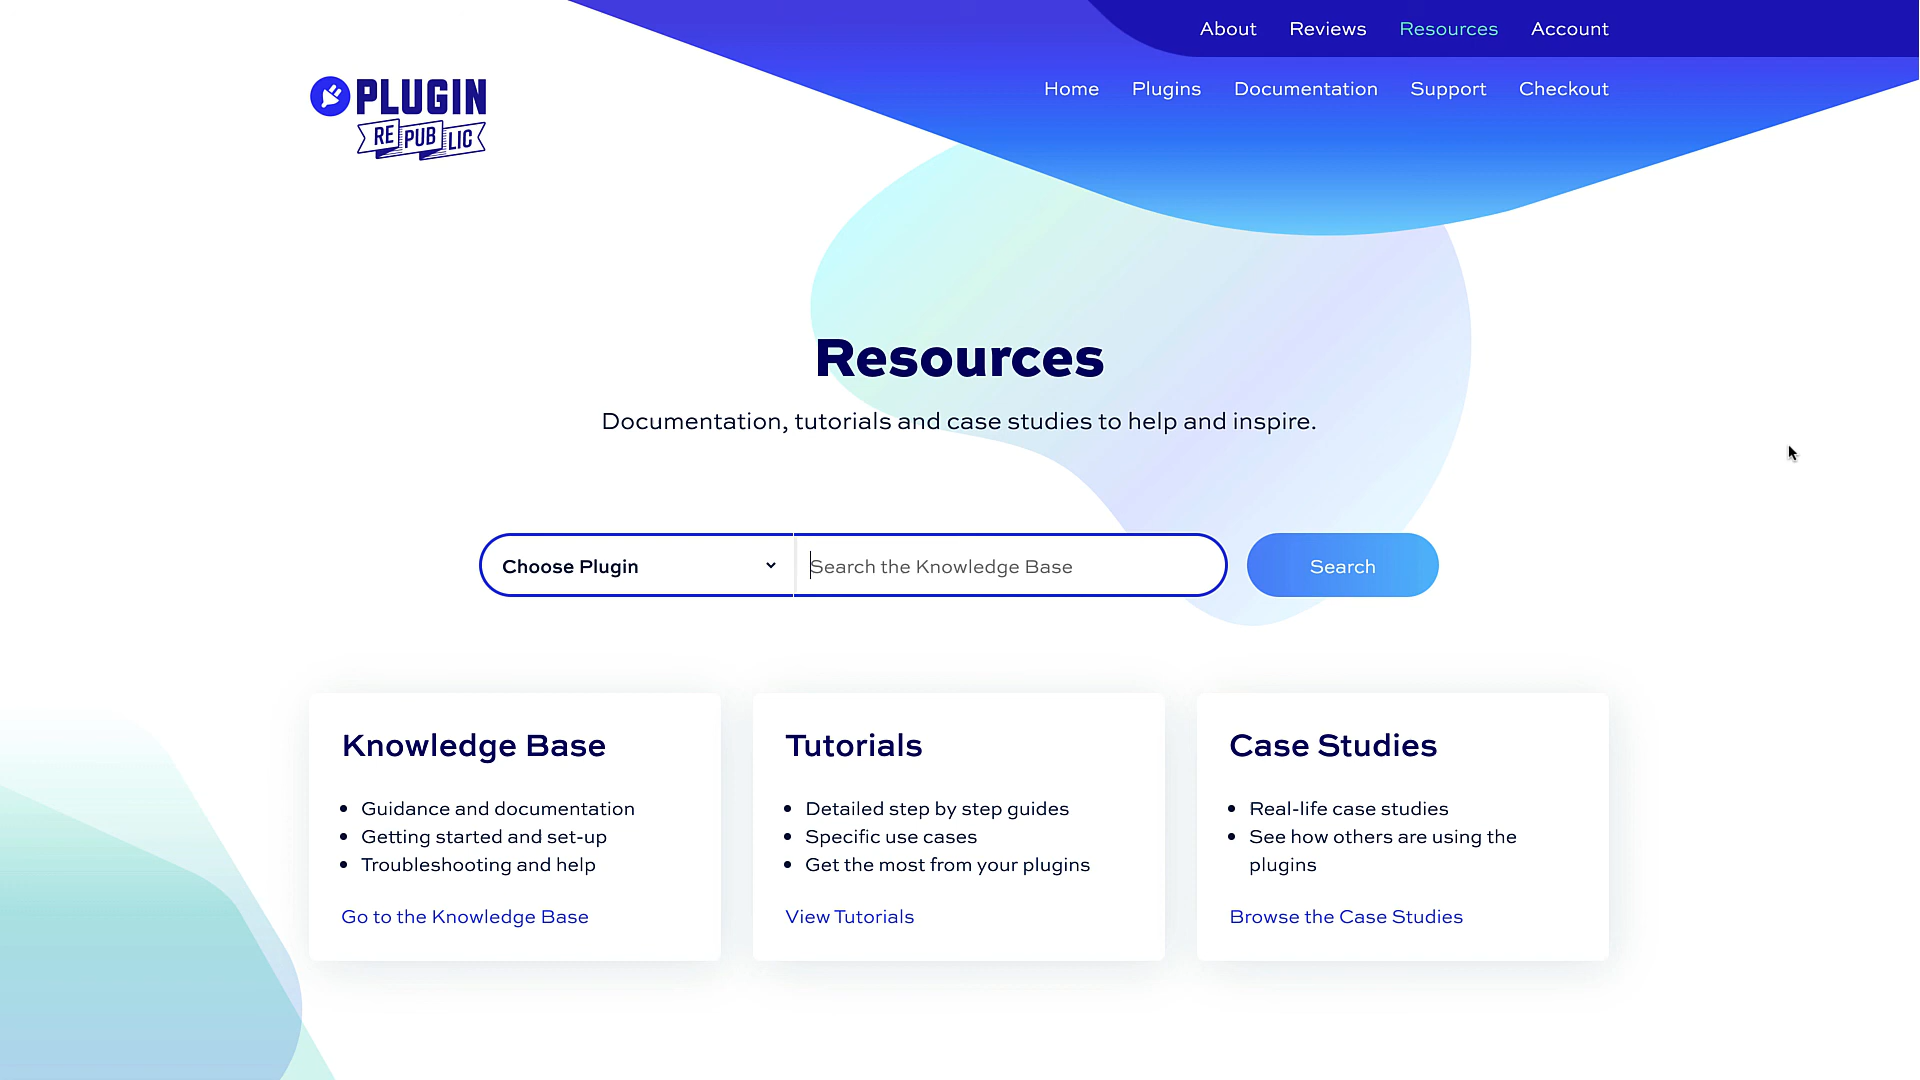 About Reviews Resources Account
PLUGIN
REPUBLIC
Home Plugins Documentation Support Checkout
Resources
Documentation, tutorials and case studies to help and inspire.
Choose Plugin Search the Knowledge Base Search
Knowledge Base
Guidance and documentation
Getting started and set-up
Troubleshooting and help
Go to the Knowledge Base
Tutorials
Detailed step by step guides
Specific use cases
Get the most from your plugins
View Tutorials
Case Studies
Real-life case studies
See how others are using the
plugins
Browse the Case Studies